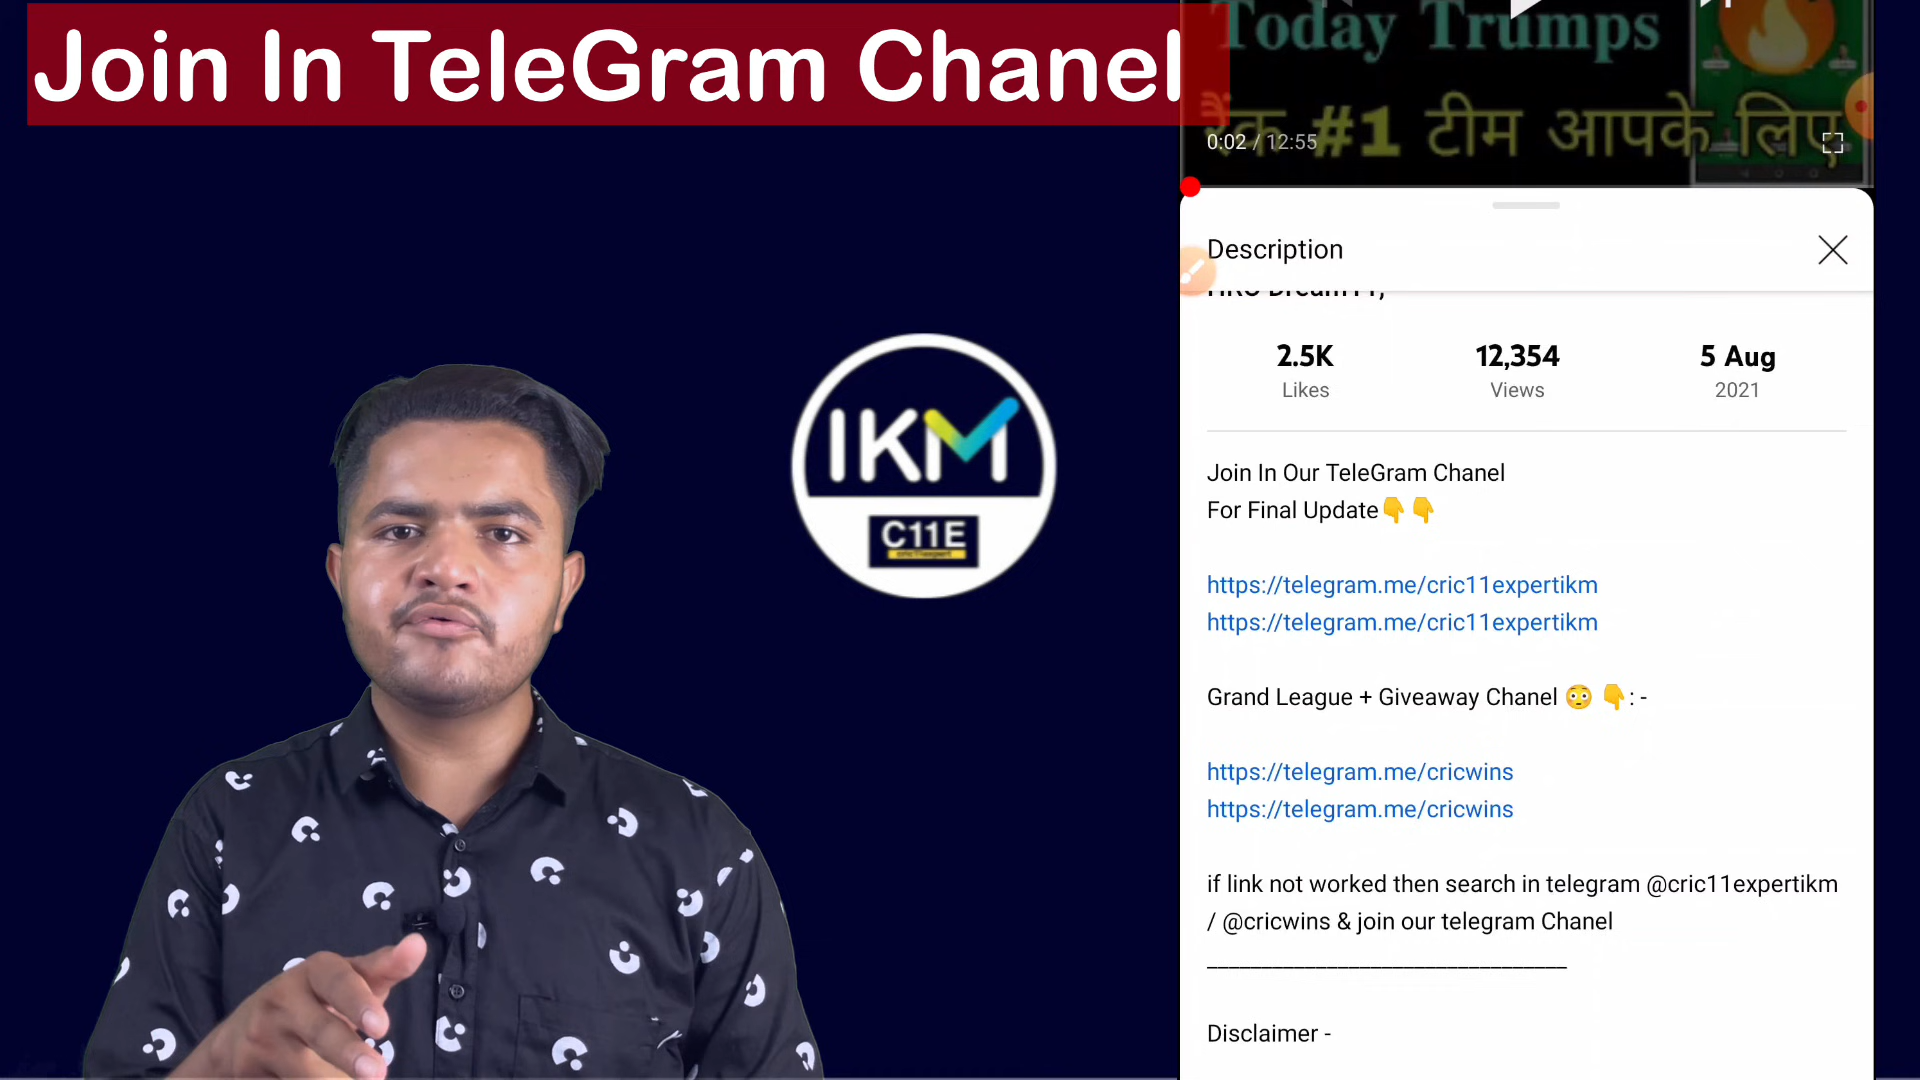 Join In TeleGram Chanel
Today Trumps
रैंक #1 टीम आपके लिए
0:02 / 12:55
Description
2.5K
12,354
5 Aug
Likes
Views
2021
Join In Our TeleGram Chanel
For Final Update👇👇
https://telegram.me/cric11expertikm
https://telegram.me/cric11expertikm
Grand League + Giveaway Chanel 😳 👇: -
https://telegram.me/cricwins
https://telegram.me/cricwins
if link not worked then search in telegram @cric11expertikm
/ @cricwins & join our telegram Chanel
________________________________
Disclaimer -
IKM
C11E
cric11expert